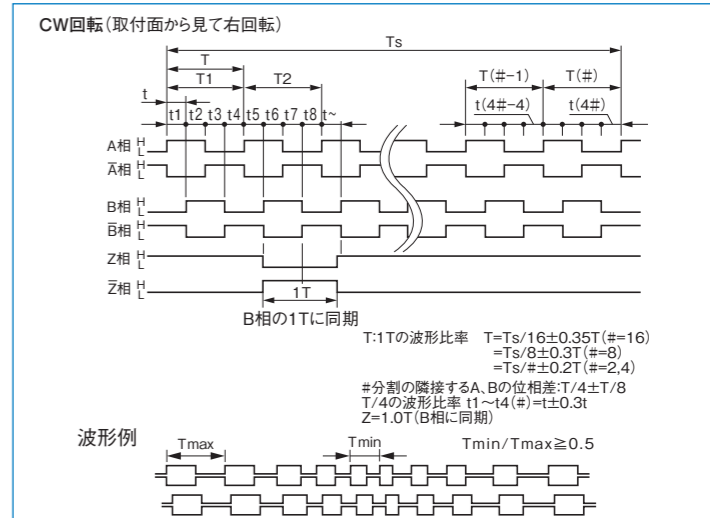 CW回転(取付面から見て右回転)
Ts
T
T1 T2 T(#-1) T(#)
t
t1 t2 t3 t4 t5 t6 t7 t8 t~ t(4#-4) t(4#)
A相 H L
A̅相 H L
B相 H L
B̅相 H L
Z相 H L
Z̅相 H L
1T
B相の1Tに同期
T:1Tの波形比率 T=Ts/16±0.35T(#=16)
=Ts/8±0.3T(#=8)
=Ts/#±0.2T(#=2,4)
#分割の隣接するA、Bの位相差:T/4±T/8
T/4の波形比率 t1~t4(#)=t±0.3t
Z=1.0T(B相に同期)
波形例
Tmax Tmin Tmin/Tmax≧0.5